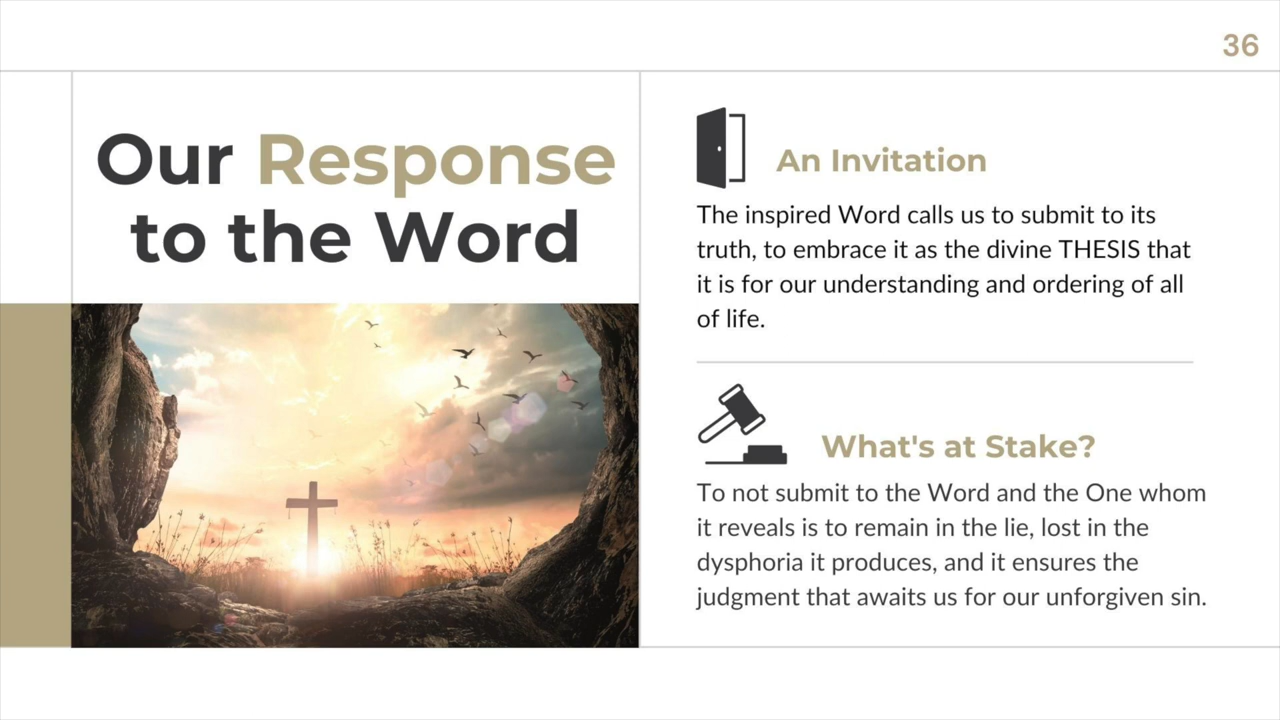 36
Our Response
to the Word
An Invitation
The inspired Word calls us to submit to its
truth, to embrace it as the divine THESIS that
it is for our understanding and ordering of all
of life.
What's at Stake?
To not submit to the Word and the One whom
it reveals is to remain in the lie, lost in the
dysphoria it produces, and it ensures the
judgment that awaits us for our unforgiven sin.